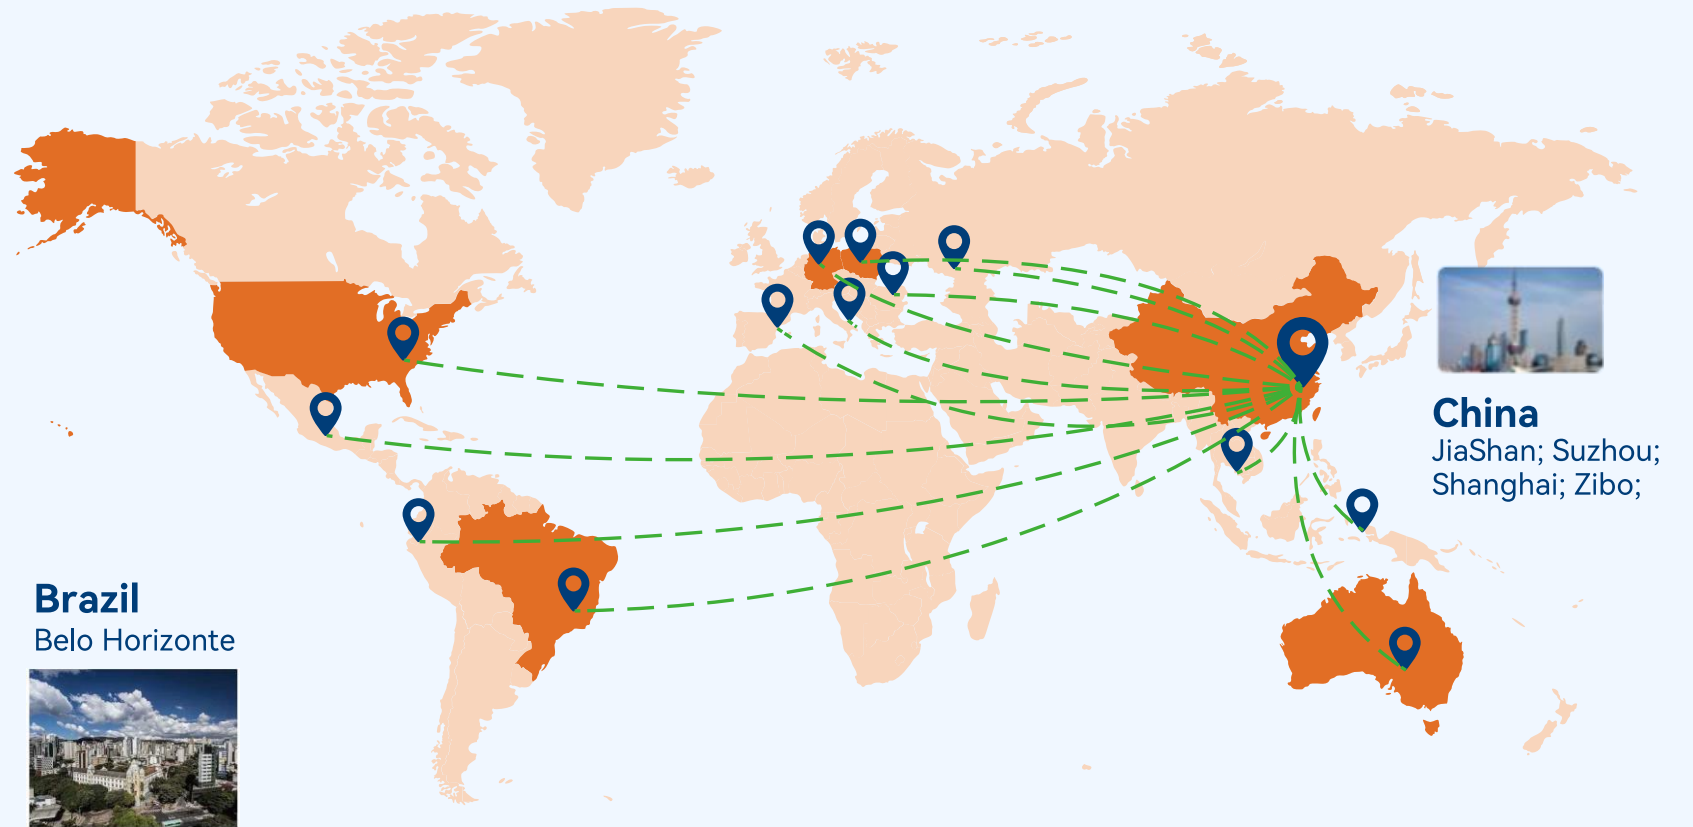 China
JiaShan; Suzhou;
Shanghai; Zibo;
Brazil
Belo Horizonte